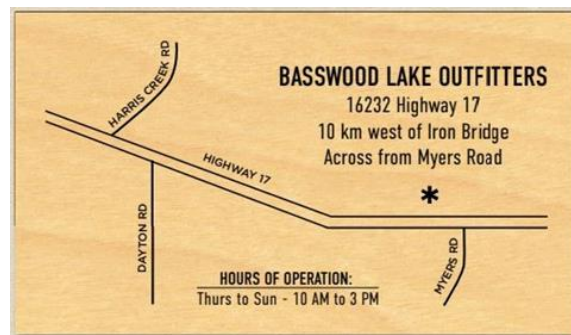 HARRIS CREEK RD
BASSWOOD LAKE OUTFITTERS
16232 Highway 17
10 km west of Iron Bridge
Across from Myers Road
HIGHWAY 17
*
DAYTON RD
MYERS RD
HOURS OF OPERATION:
Thurs to Sun - 10 AM to 3 PM